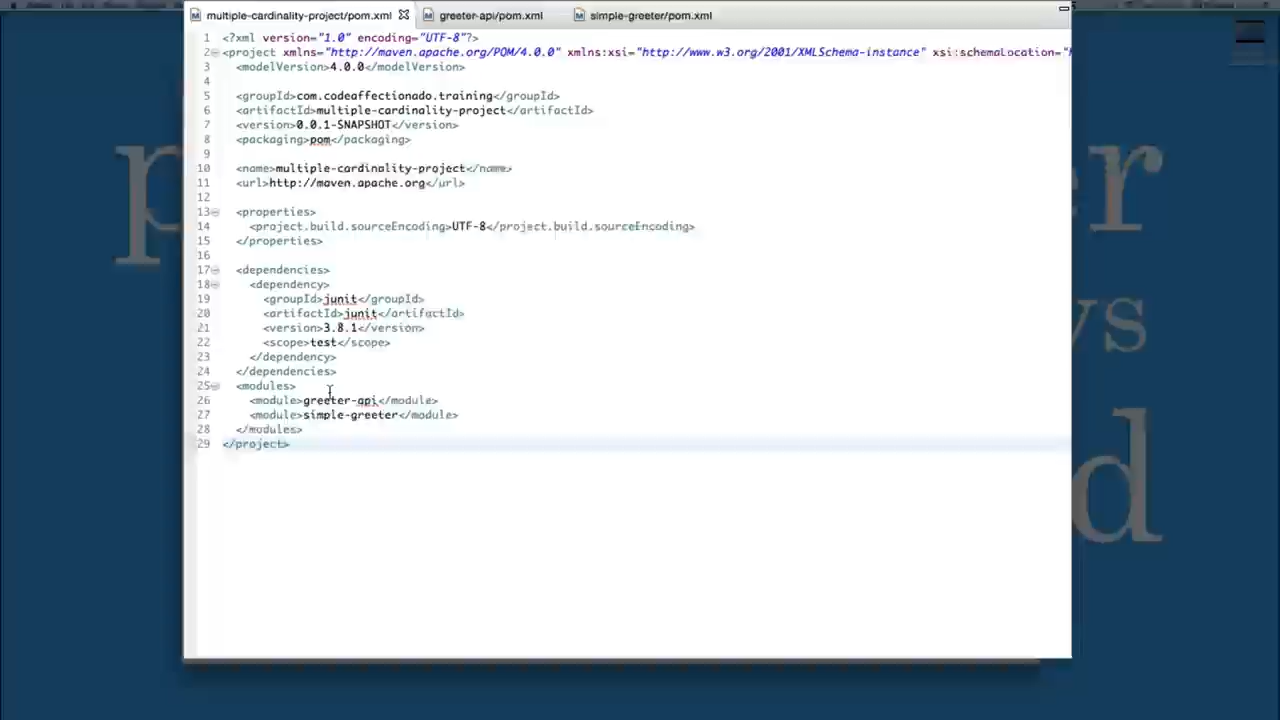 multiple-cardinality-project/pom.xml greeter-api/pom.xml simple-greeter/pom.xml
1 <?xml version="1.0" encoding="UTF-8"?>
2 <project xmlns="http://maven.apache.org/POM/4.0.0" xmlns:xsi="http://www.w3.org/2001/XMLSchema-instance" xsi:schemaLocation="
3 <modelVersion>4.0.0</modelVersion>
4
5 <groupId>com.codeaffectionado.training</groupId>
6 <artifactId>multiple-cardinality-project</artifactId>
7 <version>0.0.1-SNAPSHOT</version>
8 <packaging>pom</packaging>
9
10 <name>multiple-cardinality-project</name>
11 <url>http://maven.apache.org</url>
12
13 <properties>
14 <project.build.sourceEncoding>UTF-8</project.build.sourceEncoding>
15 </properties>
16
17 <dependencies>
18 <dependency>
19 <groupId>junit</groupId>
20 <artifactId>junit</artifactId>
21 <version>3.8.1</version>
22 <scope>test</scope>
23 </dependency>
24 </dependencies>
25 <modules>
26 <module>greeter-api</module>
27 <module>simple-greeter</module>
28 </modules>
29 </project>